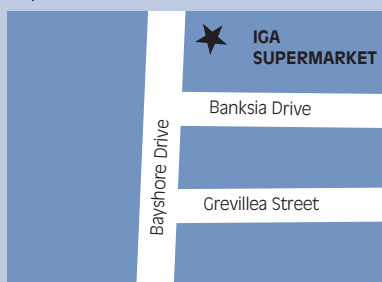 IGA
SUPERMARKET
Banksia Drive
Bayshore Drive
Grevillea Street